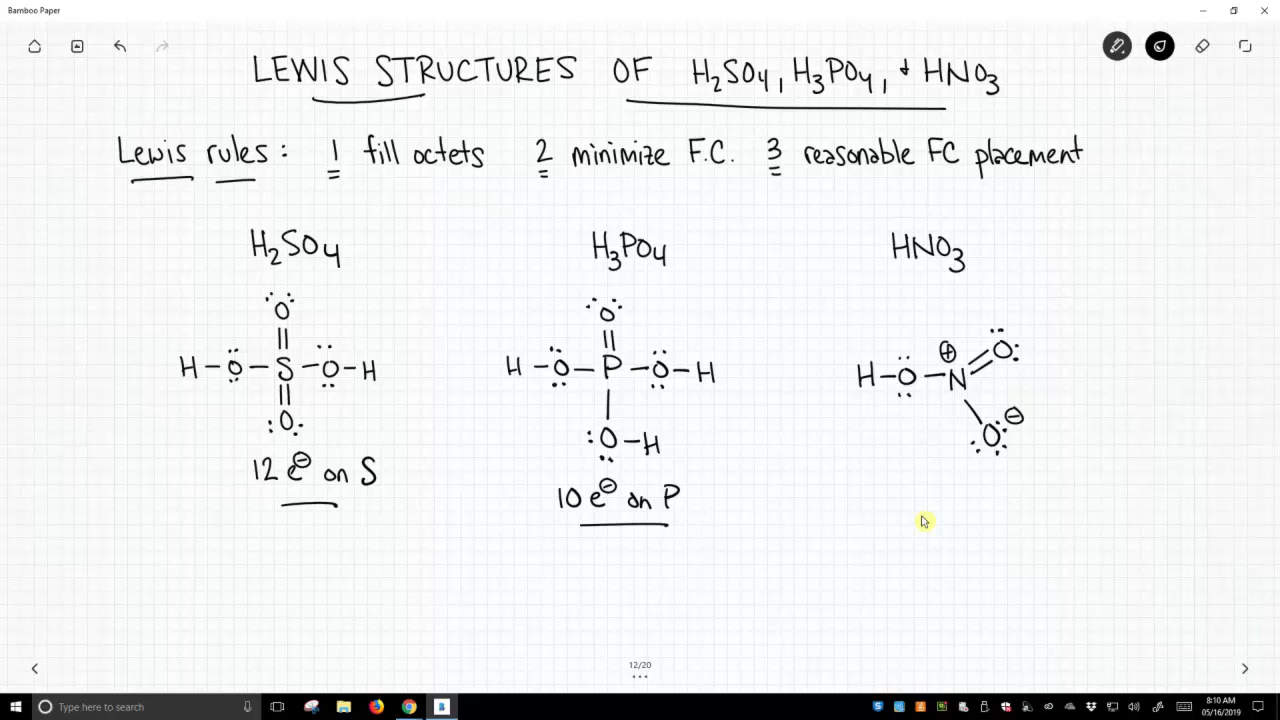 Bamboo Paper
LEWIS STRUCTURES OF H₂SO₄, H₃PO₄, + HNO₃
Lewis rules: 1 fill octets 2 minimize F.C. 3 reasonable FC placement
H₂SO₄ H₃PO₄ HNO₃
O O
H - O - S - O - H H - O - P - O - H H - O - N ⊕ = O
O O - H O ⊖
12 e⊖ on S 10 e⊖ on P
12/20
Type here to search
8:10 AM
05/16/2019